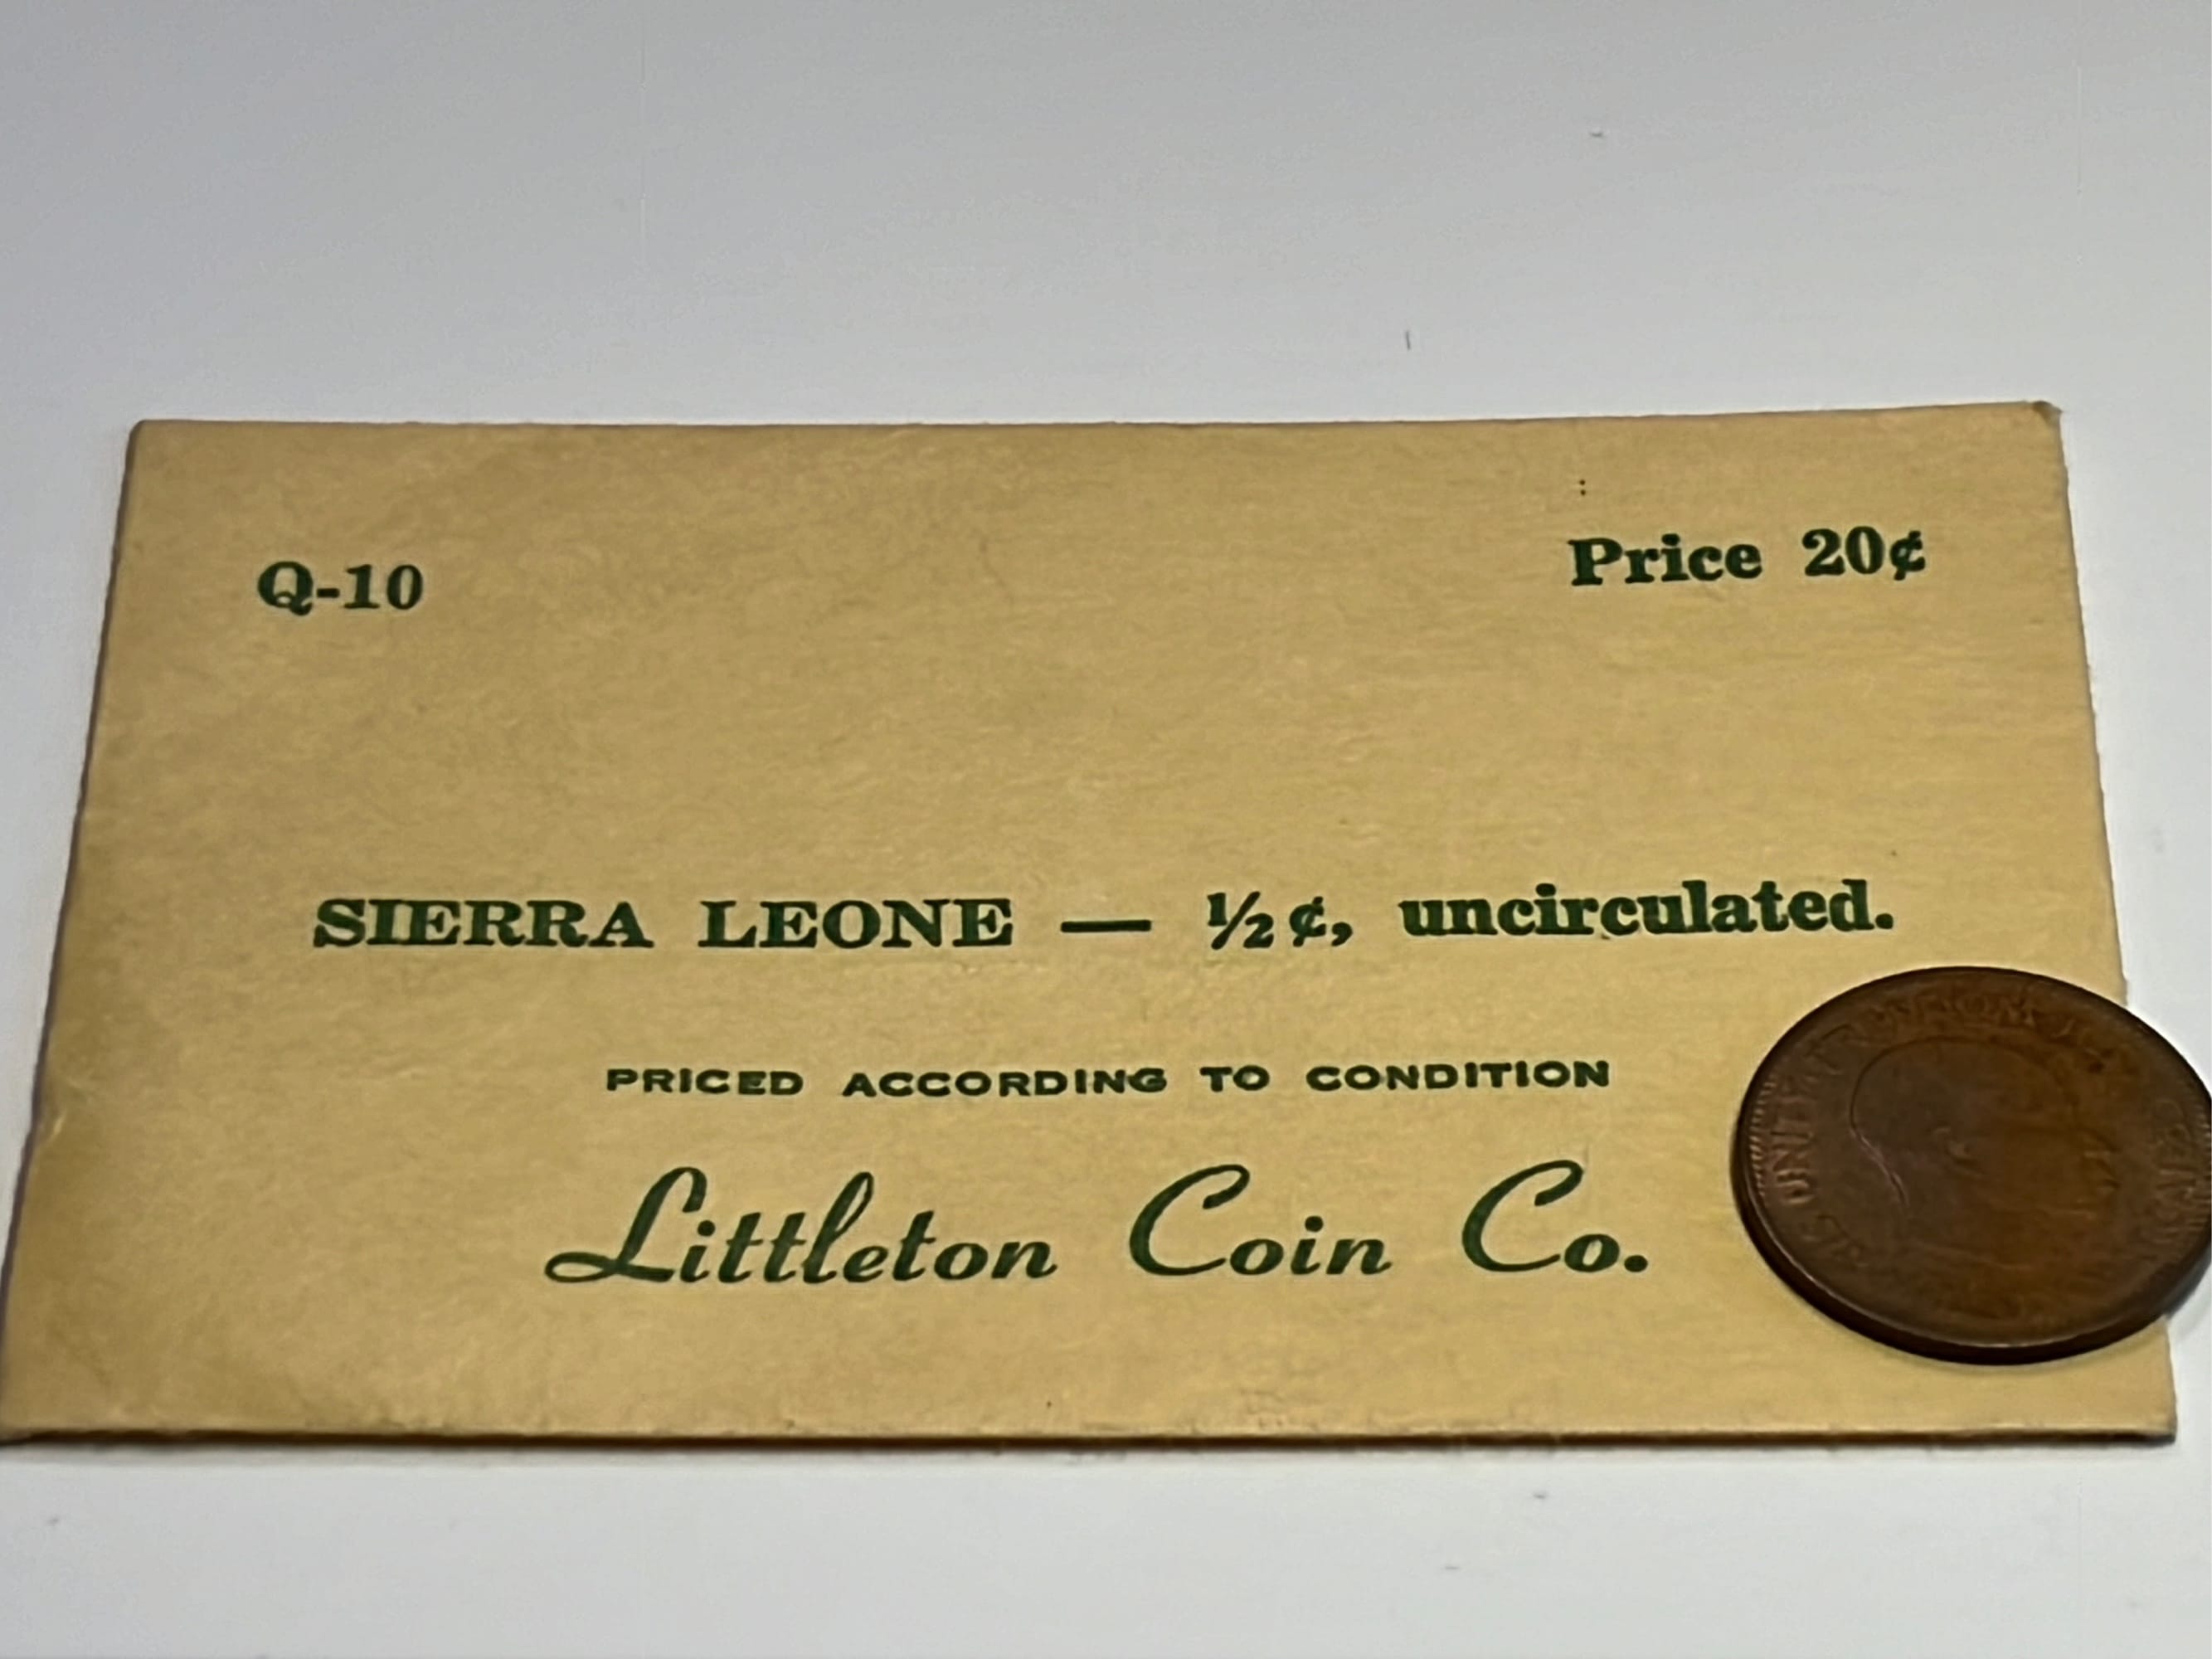 Q-10
Price 20¢
SIERRA LEONE — ½¢, uncirculated.
PRICED ACCORDING TO CONDITION
Littleton Coin Co.